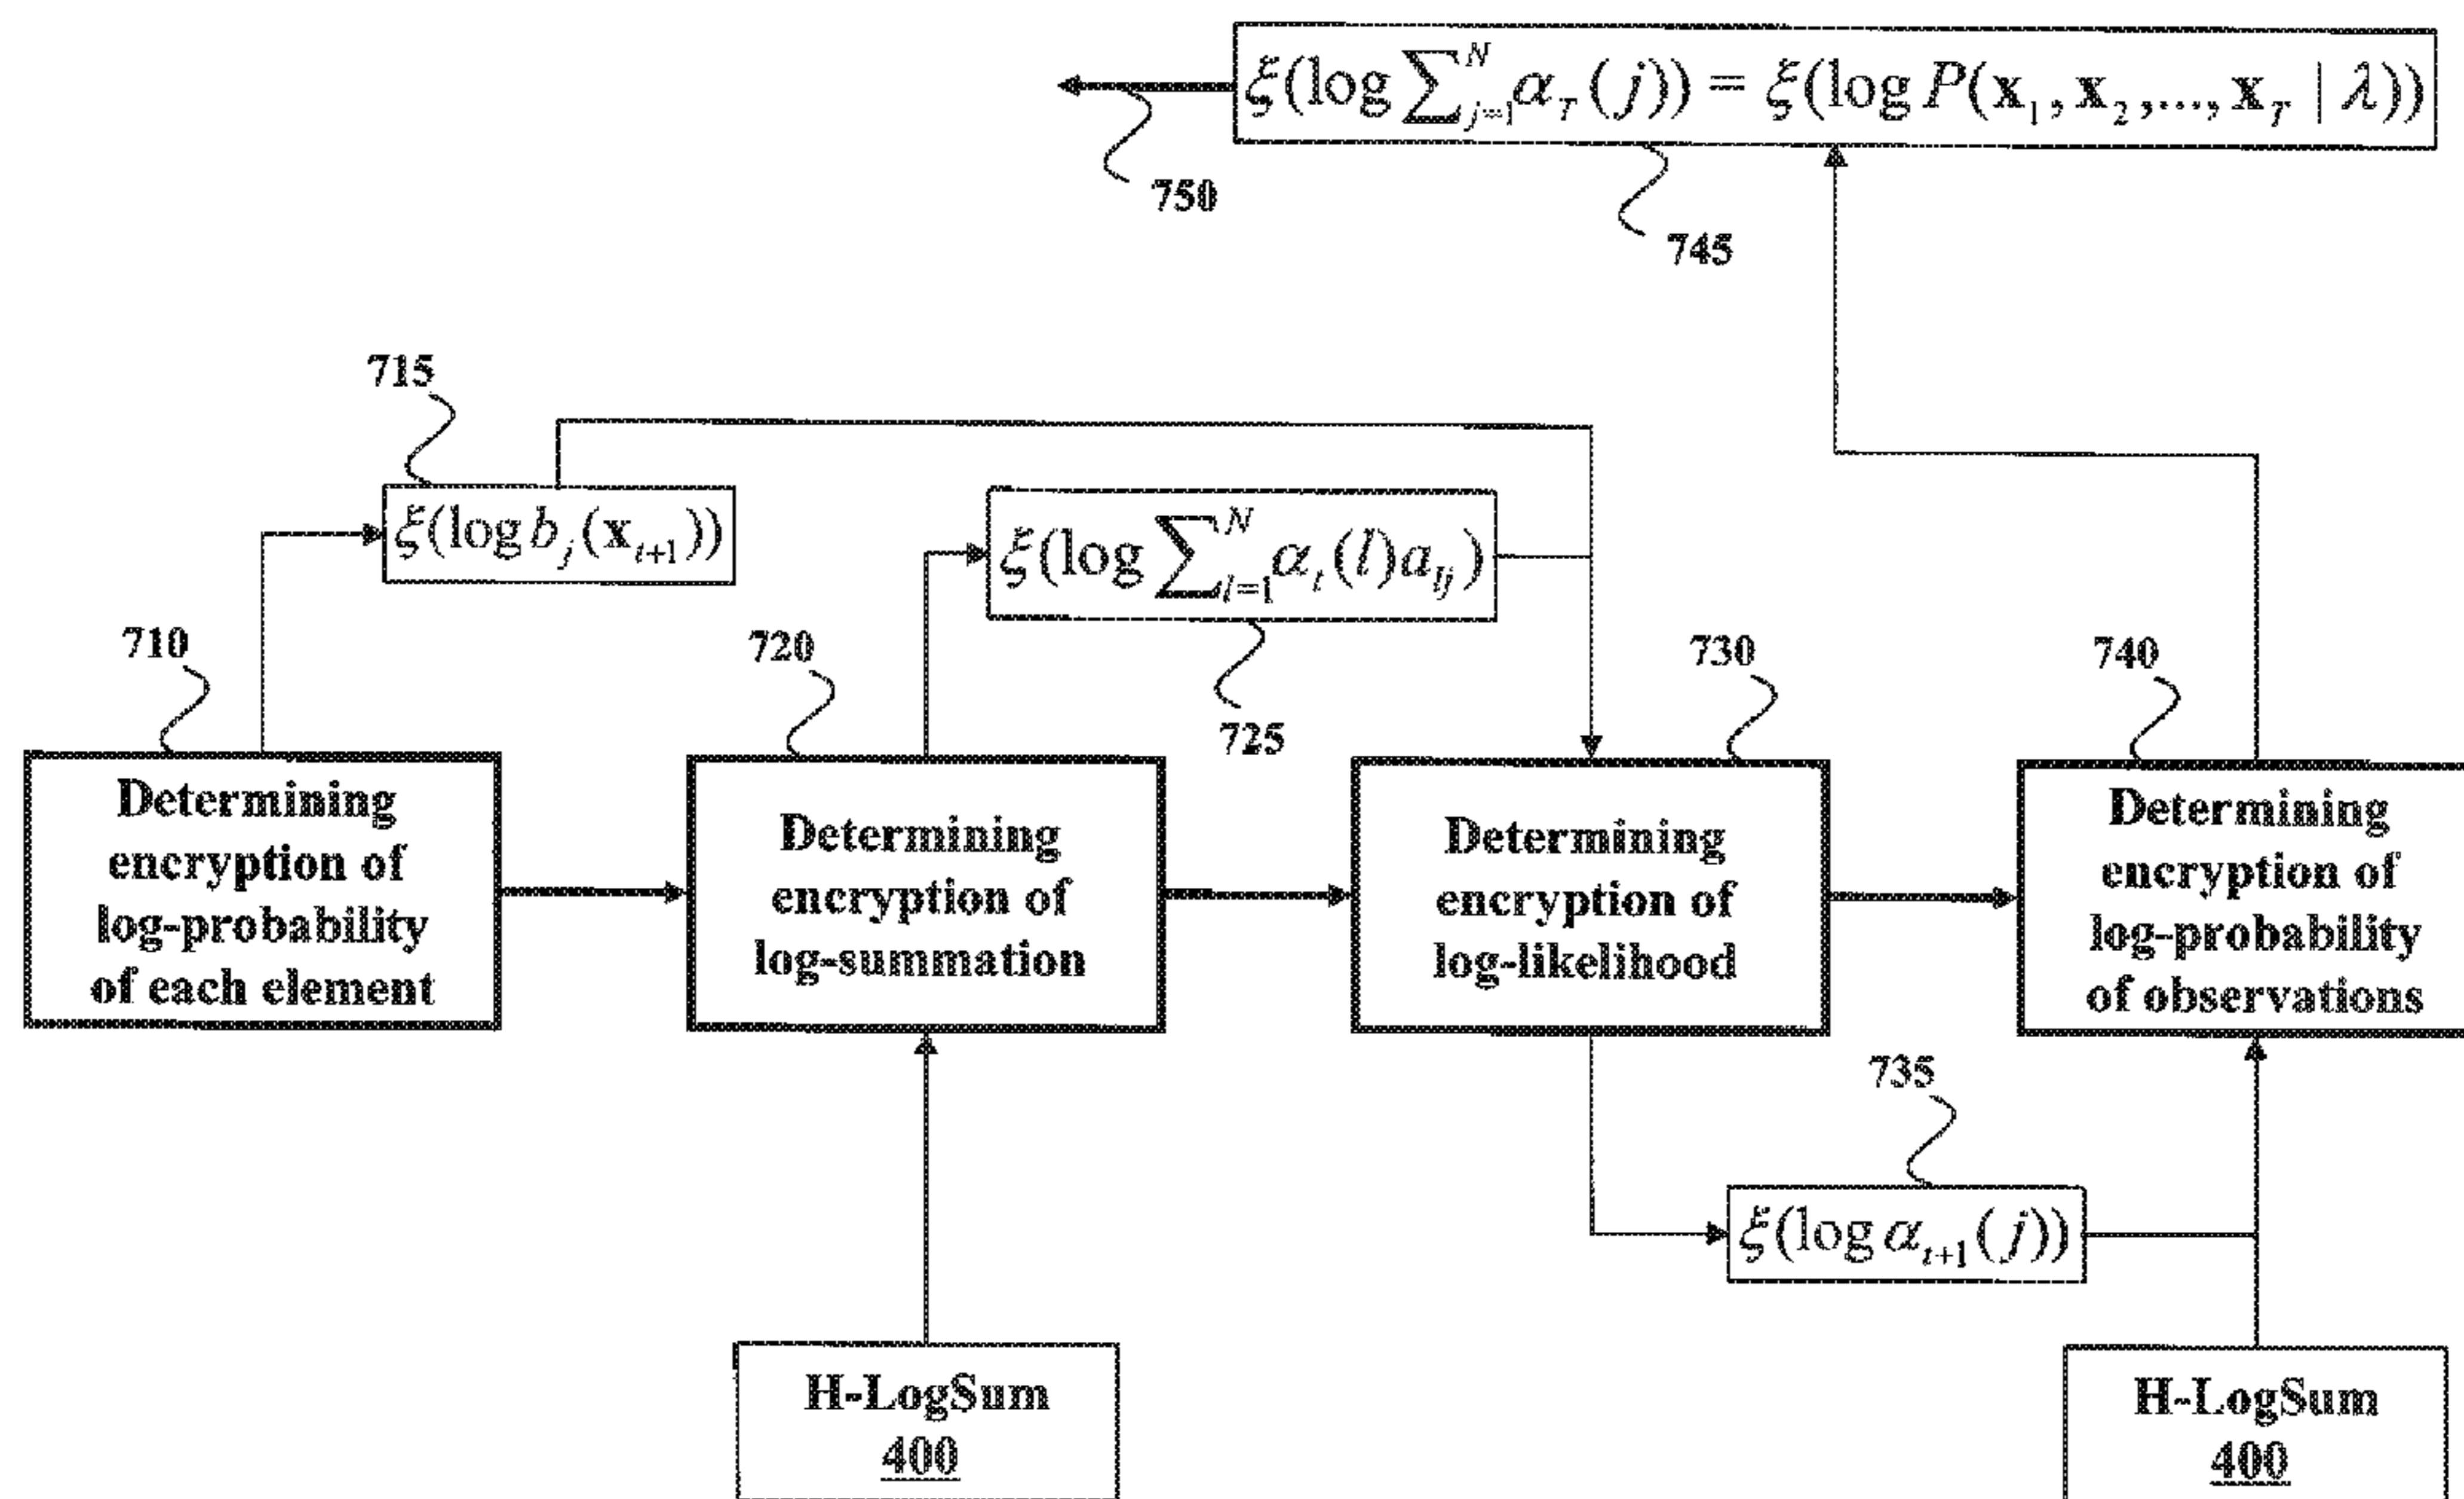 ξ(log ∑_{j=1}^{N} α_T(j)) = ξ(log P(x_1, x_2, ..., x_T | λ))
750
745
715
ξ(log b_j(x_{t+1}))
ξ(log ∑_{l=1}^{N} α_t(l)a_{lj})
710
720
725
730
740
Determining
encryption of
log-probability
of each element
Determining
encryption of
log-summation
Determining
encryption of
log-likelihood
Determining
encryption of
log-probability
of observations
735
ξ(log α_{t+1}(j))
H-LogSum
400
H-LogSum
400